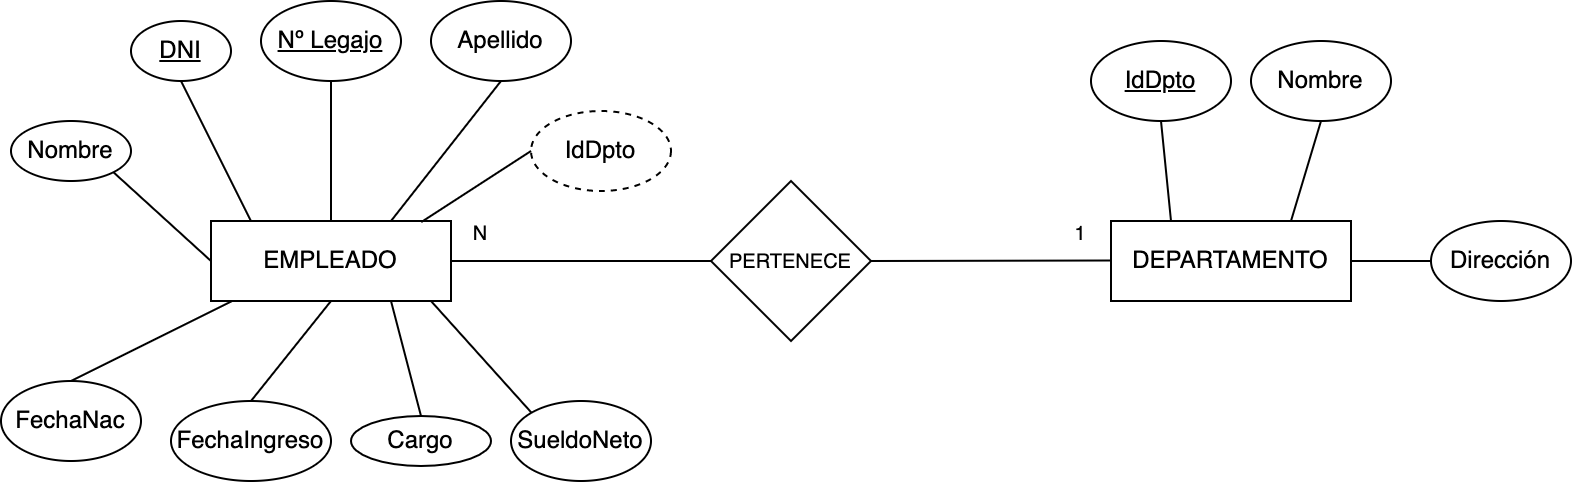 DNI
Nº Legajo
Apellido
IdDpto
Nombre
Nombre
IdDpto
EMPLEADO
N
PERTENECE
1
DEPARTAMENTO
Dirección
FechaNac
FechaIngreso
Cargo
SueldoNeto